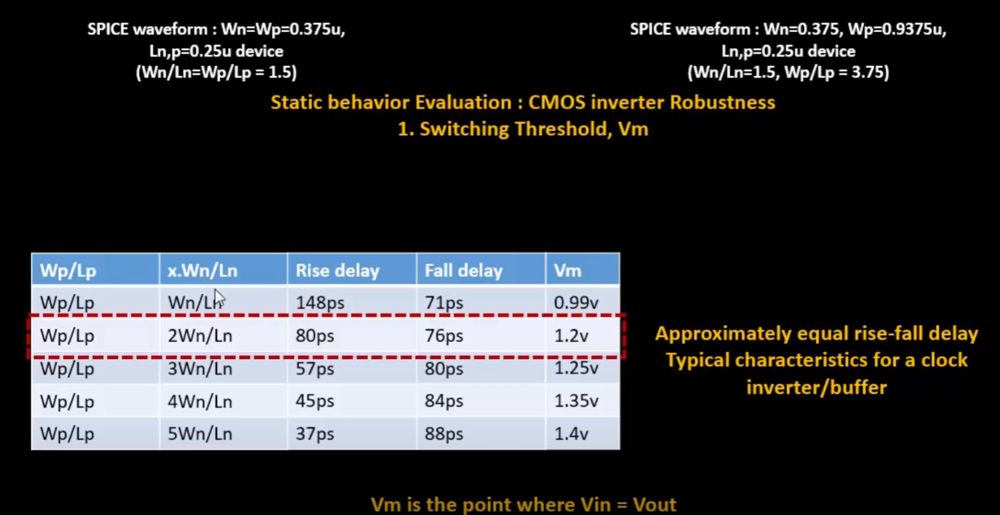 SPICE waveform : Wn=Wp=0.375u,
Ln,p=0.25u device
(Wn/Ln=Wp/Lp = 1.5)
SPICE waveform : Wn=0.375, Wp=0.9375u,
Ln,p=0.25u device
(Wn/Ln=1.5, Wp/Lp = 3.75)
Static behavior Evaluation : CMOS inverter Robustness
1. Switching Threshold, Vm
Wp/Lp x.Wn/Ln Rise delay Fall delay Vm
Wp/Lp Wn/Ln 148ps 71ps 0.99v
Wp/Lp 2Wn/Ln 80ps 76ps 1.2v
Wp/Lp 3Wn/Ln 57ps 80ps 1.25v
Wp/Lp 4Wn/Ln 45ps 84ps 1.35v
Wp/Lp 5Wn/Ln 37ps 88ps 1.4v
Approximately equal rise-fall delay
Typical characteristics for a clock
inverter/buffer
Vm is the point where Vin = Vout